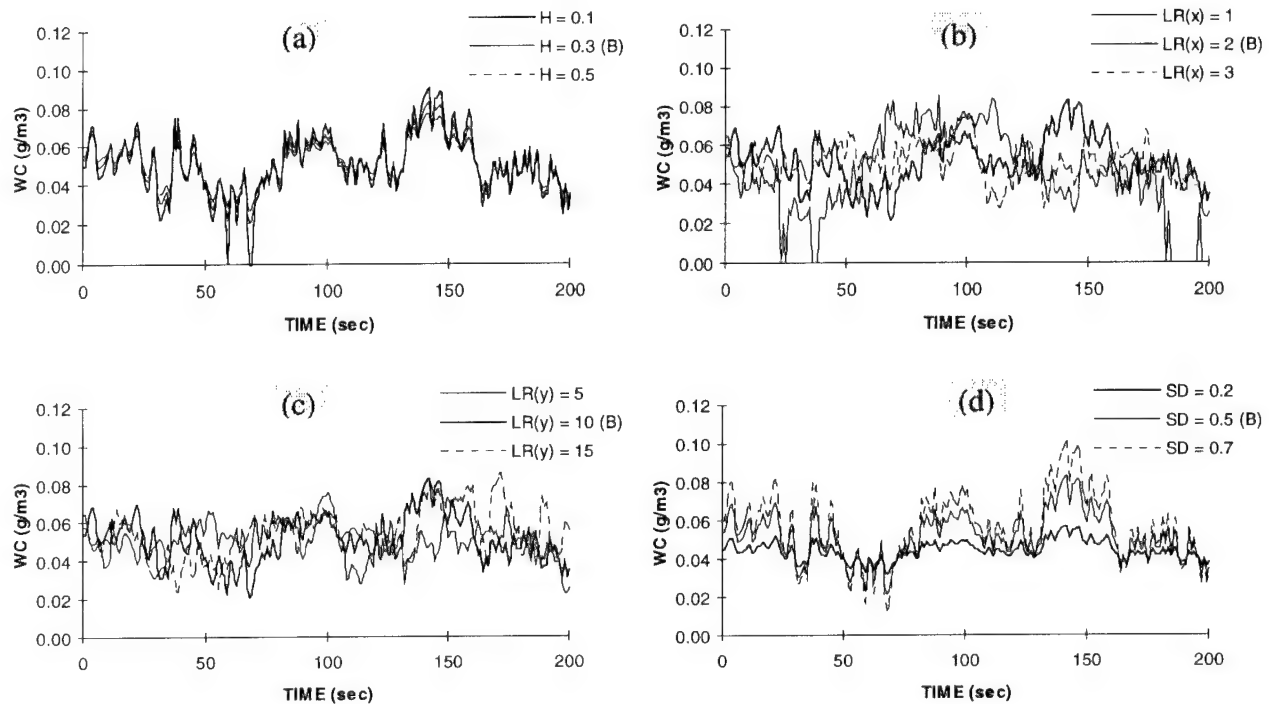 (a)
H = 0.1
H = 0.3 (B)
H = 0.5
WC (g/m3)
0.12
0.10
0.08
0.06
0.04
0.02
0.00
0
50
100
150
200
TIME (sec)
(b)
LR(x) = 1
LR(x) = 2 (B)
LR(x) = 3
WC (g/m3)
0.12
0.10
0.08
0.06
0.04
0.02
0.00
0
50
100
150
200
TIME (sec)
(c)
LR(y) = 5
LR(y) = 10 (B)
LR(y) = 15
WC (g/m3)
0.12
0.10
0.08
0.06
0.04
0.02
0.00
0
50
100
150
200
TIME (sec)
(d)
SD = 0.2
SD = 0.5 (B)
SD = 0.7
WC (g/m3)
0.12
0.10
0.08
0.06
0.04
0.02
0.00
0
50
100
150
200
TIME (sec)